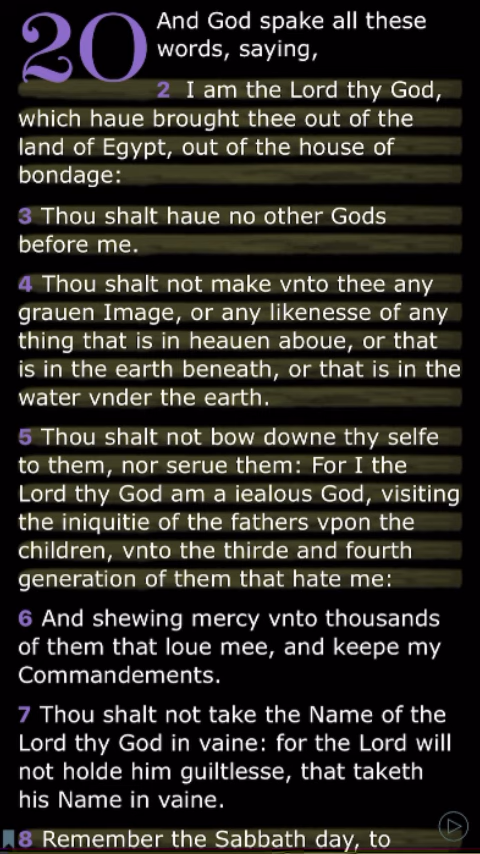 20 And God spake all these
words, saying,
2 I am the Lord thy God,
which haue brought thee out of the
land of Egypt, out of the house of
bondage:
3 Thou shalt haue no other Gods
before me.
4 Thou shalt not make vnto thee any
grauen Image, or any likenesse of any
thing that is in heauen aboue, or that
is in the earth beneath, or that is in the
water vnder the earth.
5 Thou shalt not bow downe thy selfe
to them, nor serue them: For I the
Lord thy God am a iealous God, visiting
the iniquitie of the fathers vpon the
children, vnto the thirde and fourth
generation of them that hate me:
6 And shewing mercy vnto thousands
of them that loue mee, and keepe my
Commandements.
7 Thou shalt not take the Name of the
Lord thy God in vaine: for the Lord will
not holde him guiltlesse, that taketh
his Name in vaine.
8 Remember the Sabbath day, to